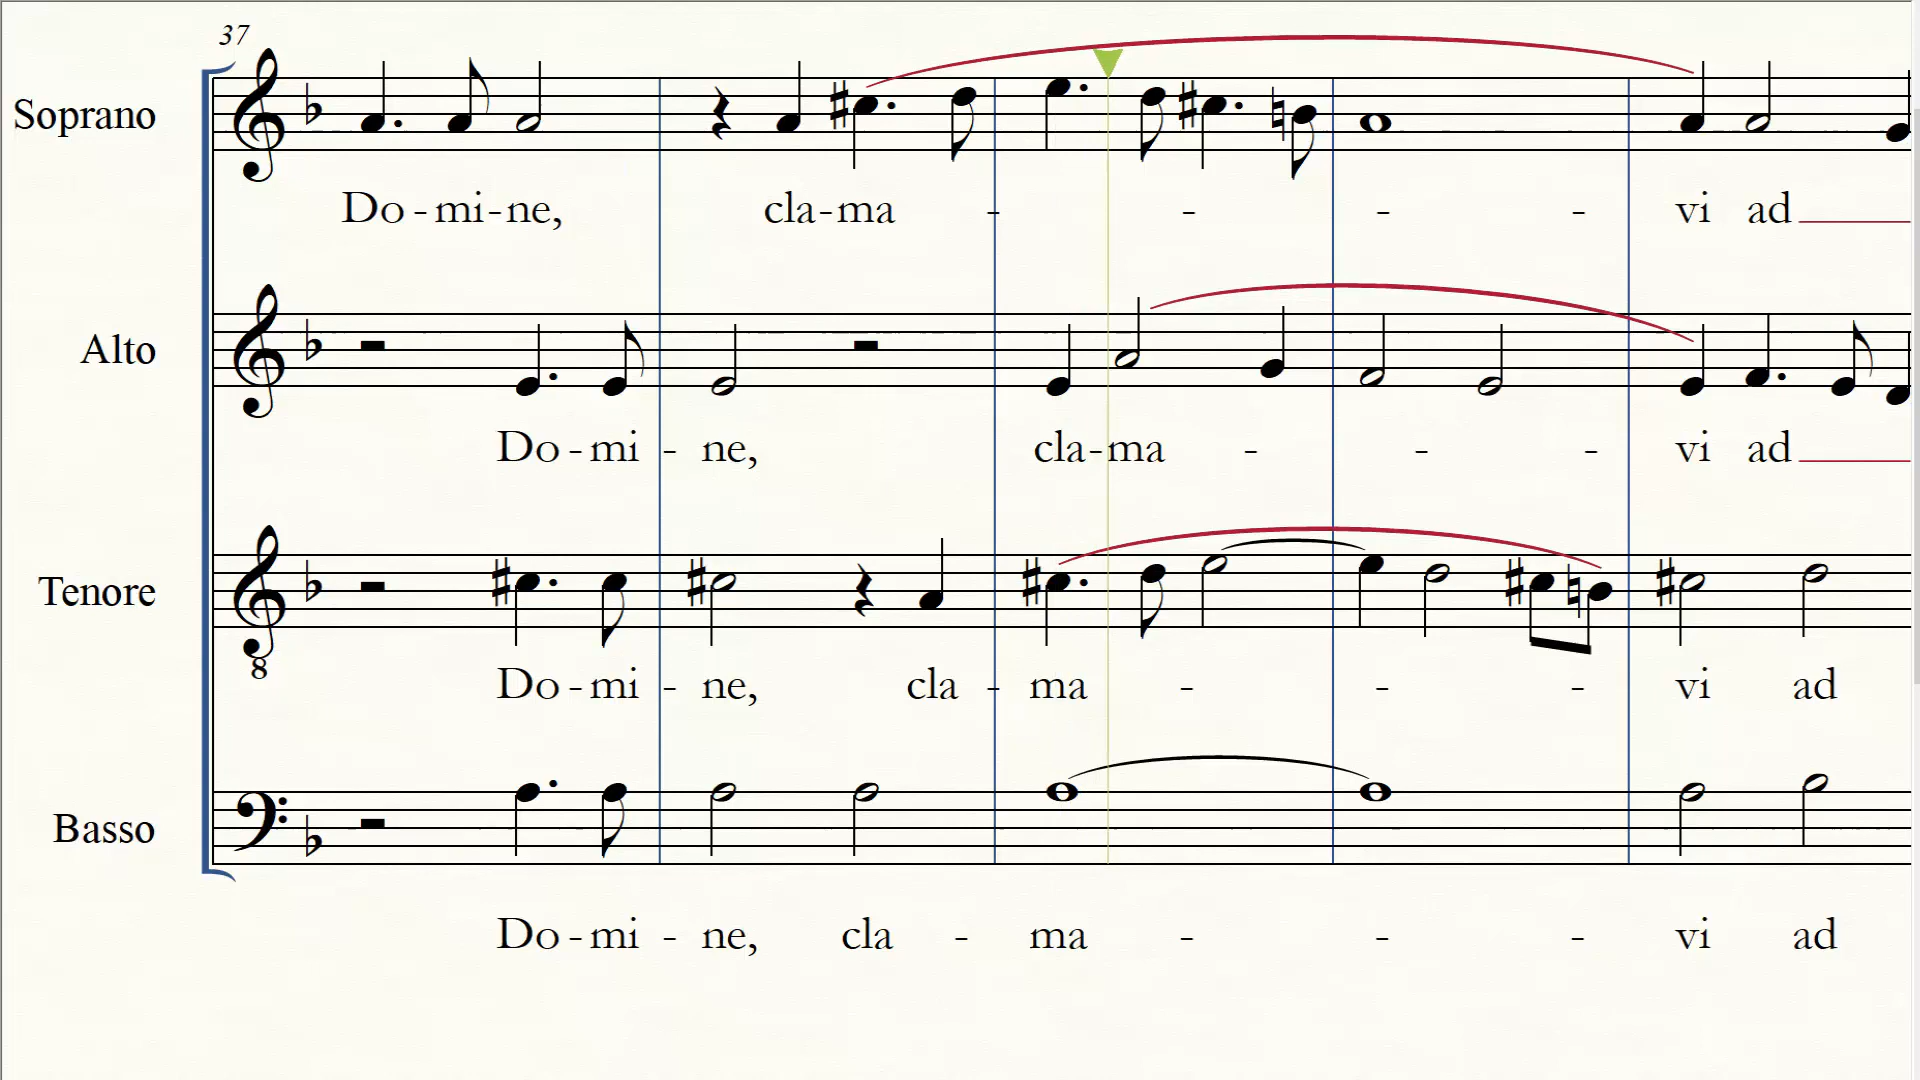 37
Soprano
Do - mi - ne, cla - ma - - - - vi ad
Alto
Do - mi - ne, cla - ma - - - vi ad
Tenore
8
Do - mi - ne, cla - ma - - - vi ad
Basso
Do - mi - ne, cla - ma - - - vi ad